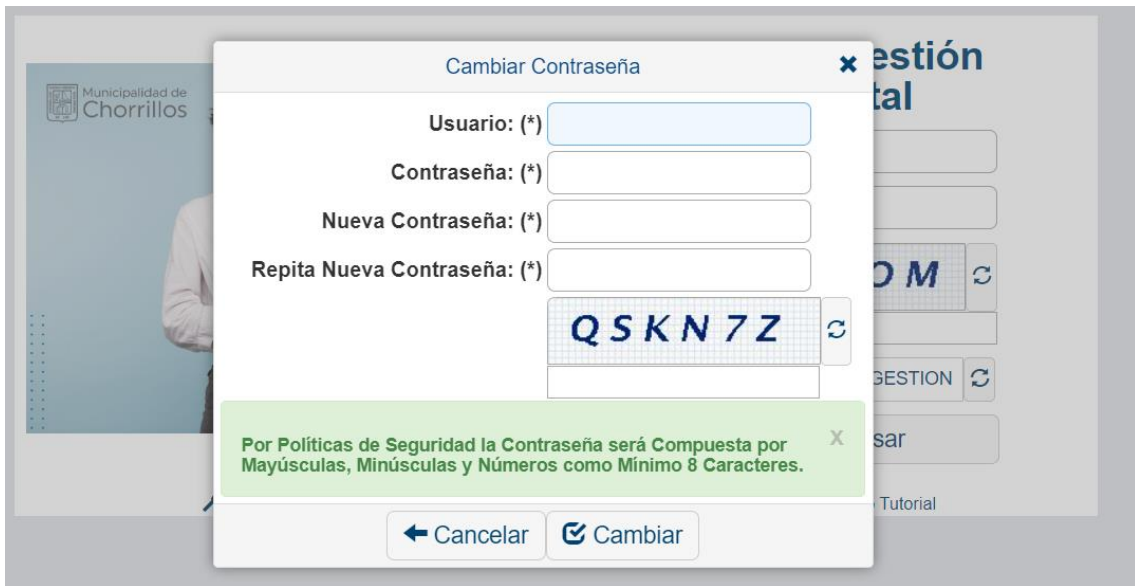 Cambiar Contraseña
estión
tal
Municipalidad de
Chorrillos
Usuario: (*)
Contraseña: (*)
Nueva Contraseña: (*)
Repita Nueva Contraseña: (*)
OM
QSKN7Z
GESTION
Por Políticas de Seguridad la Contraseña será Compuesta por
Mayúsculas, Minúsculas y Números como Mínimo 8 Caracteres.
x
sar
Tutorial
Cancelar
Cambiar